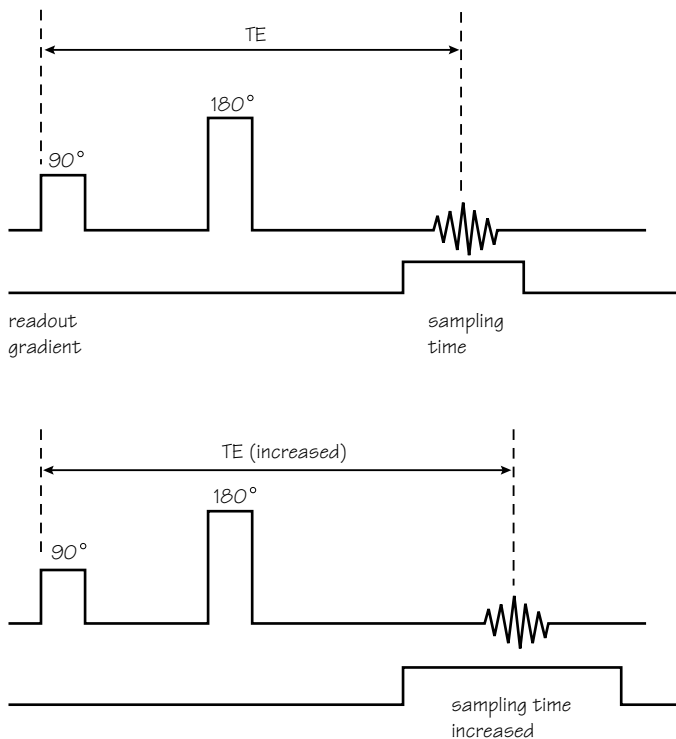 TE
180°
90°
readout
gradient
sampling
time
TE (increased)
180°
90°
sampling time
increased